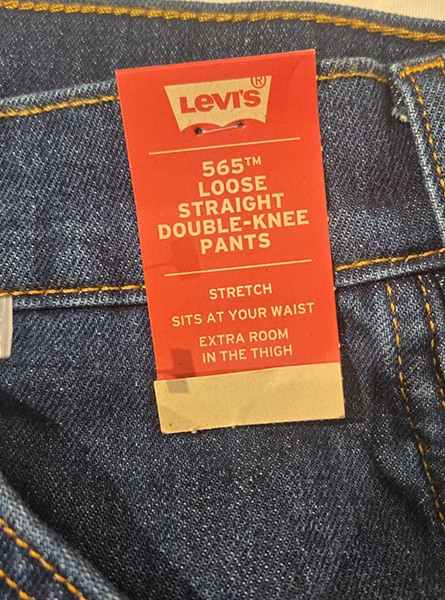 Levi's®
565™
LOOSE
STRAIGHT
DOUBLE-KNEE
PANTS
STRETCH
SITS AT YOUR WAIST
EXTRA ROOM
IN THE THIGH